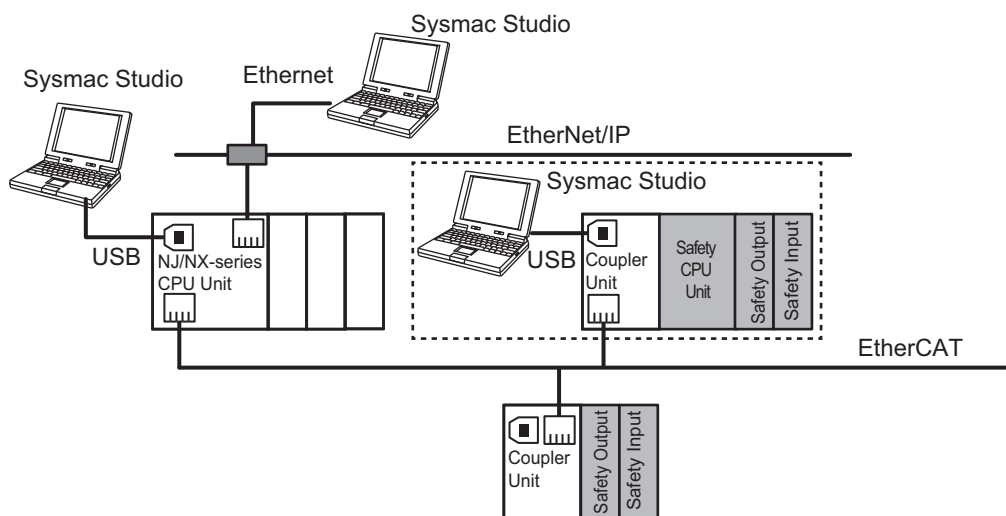 Sysmac Studio
Sysmac Studio
Ethernet
EtherNet/IP
Sysmac Studio
USB
NJ/NX-series
CPU Unit
USB
Coupler
Unit
Safety
CPU
Unit
Safety Output
Safety Input
EtherCAT
Coupler
Unit
Safety Output
Safety Input